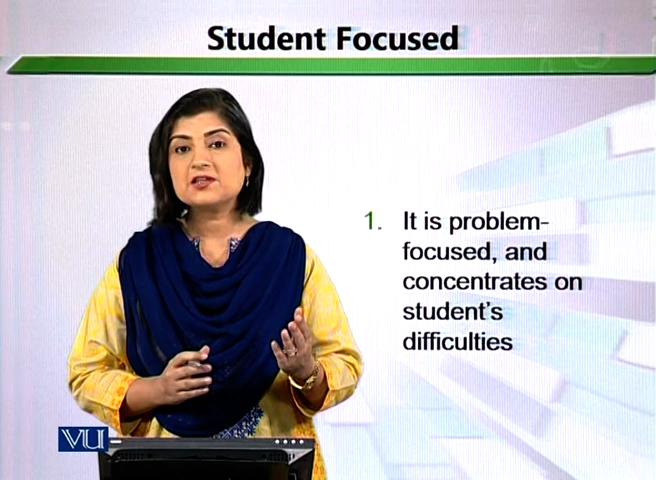 Student Focused
1. It is problem-
focused, and
concentrates on
student's
difficulties
VU